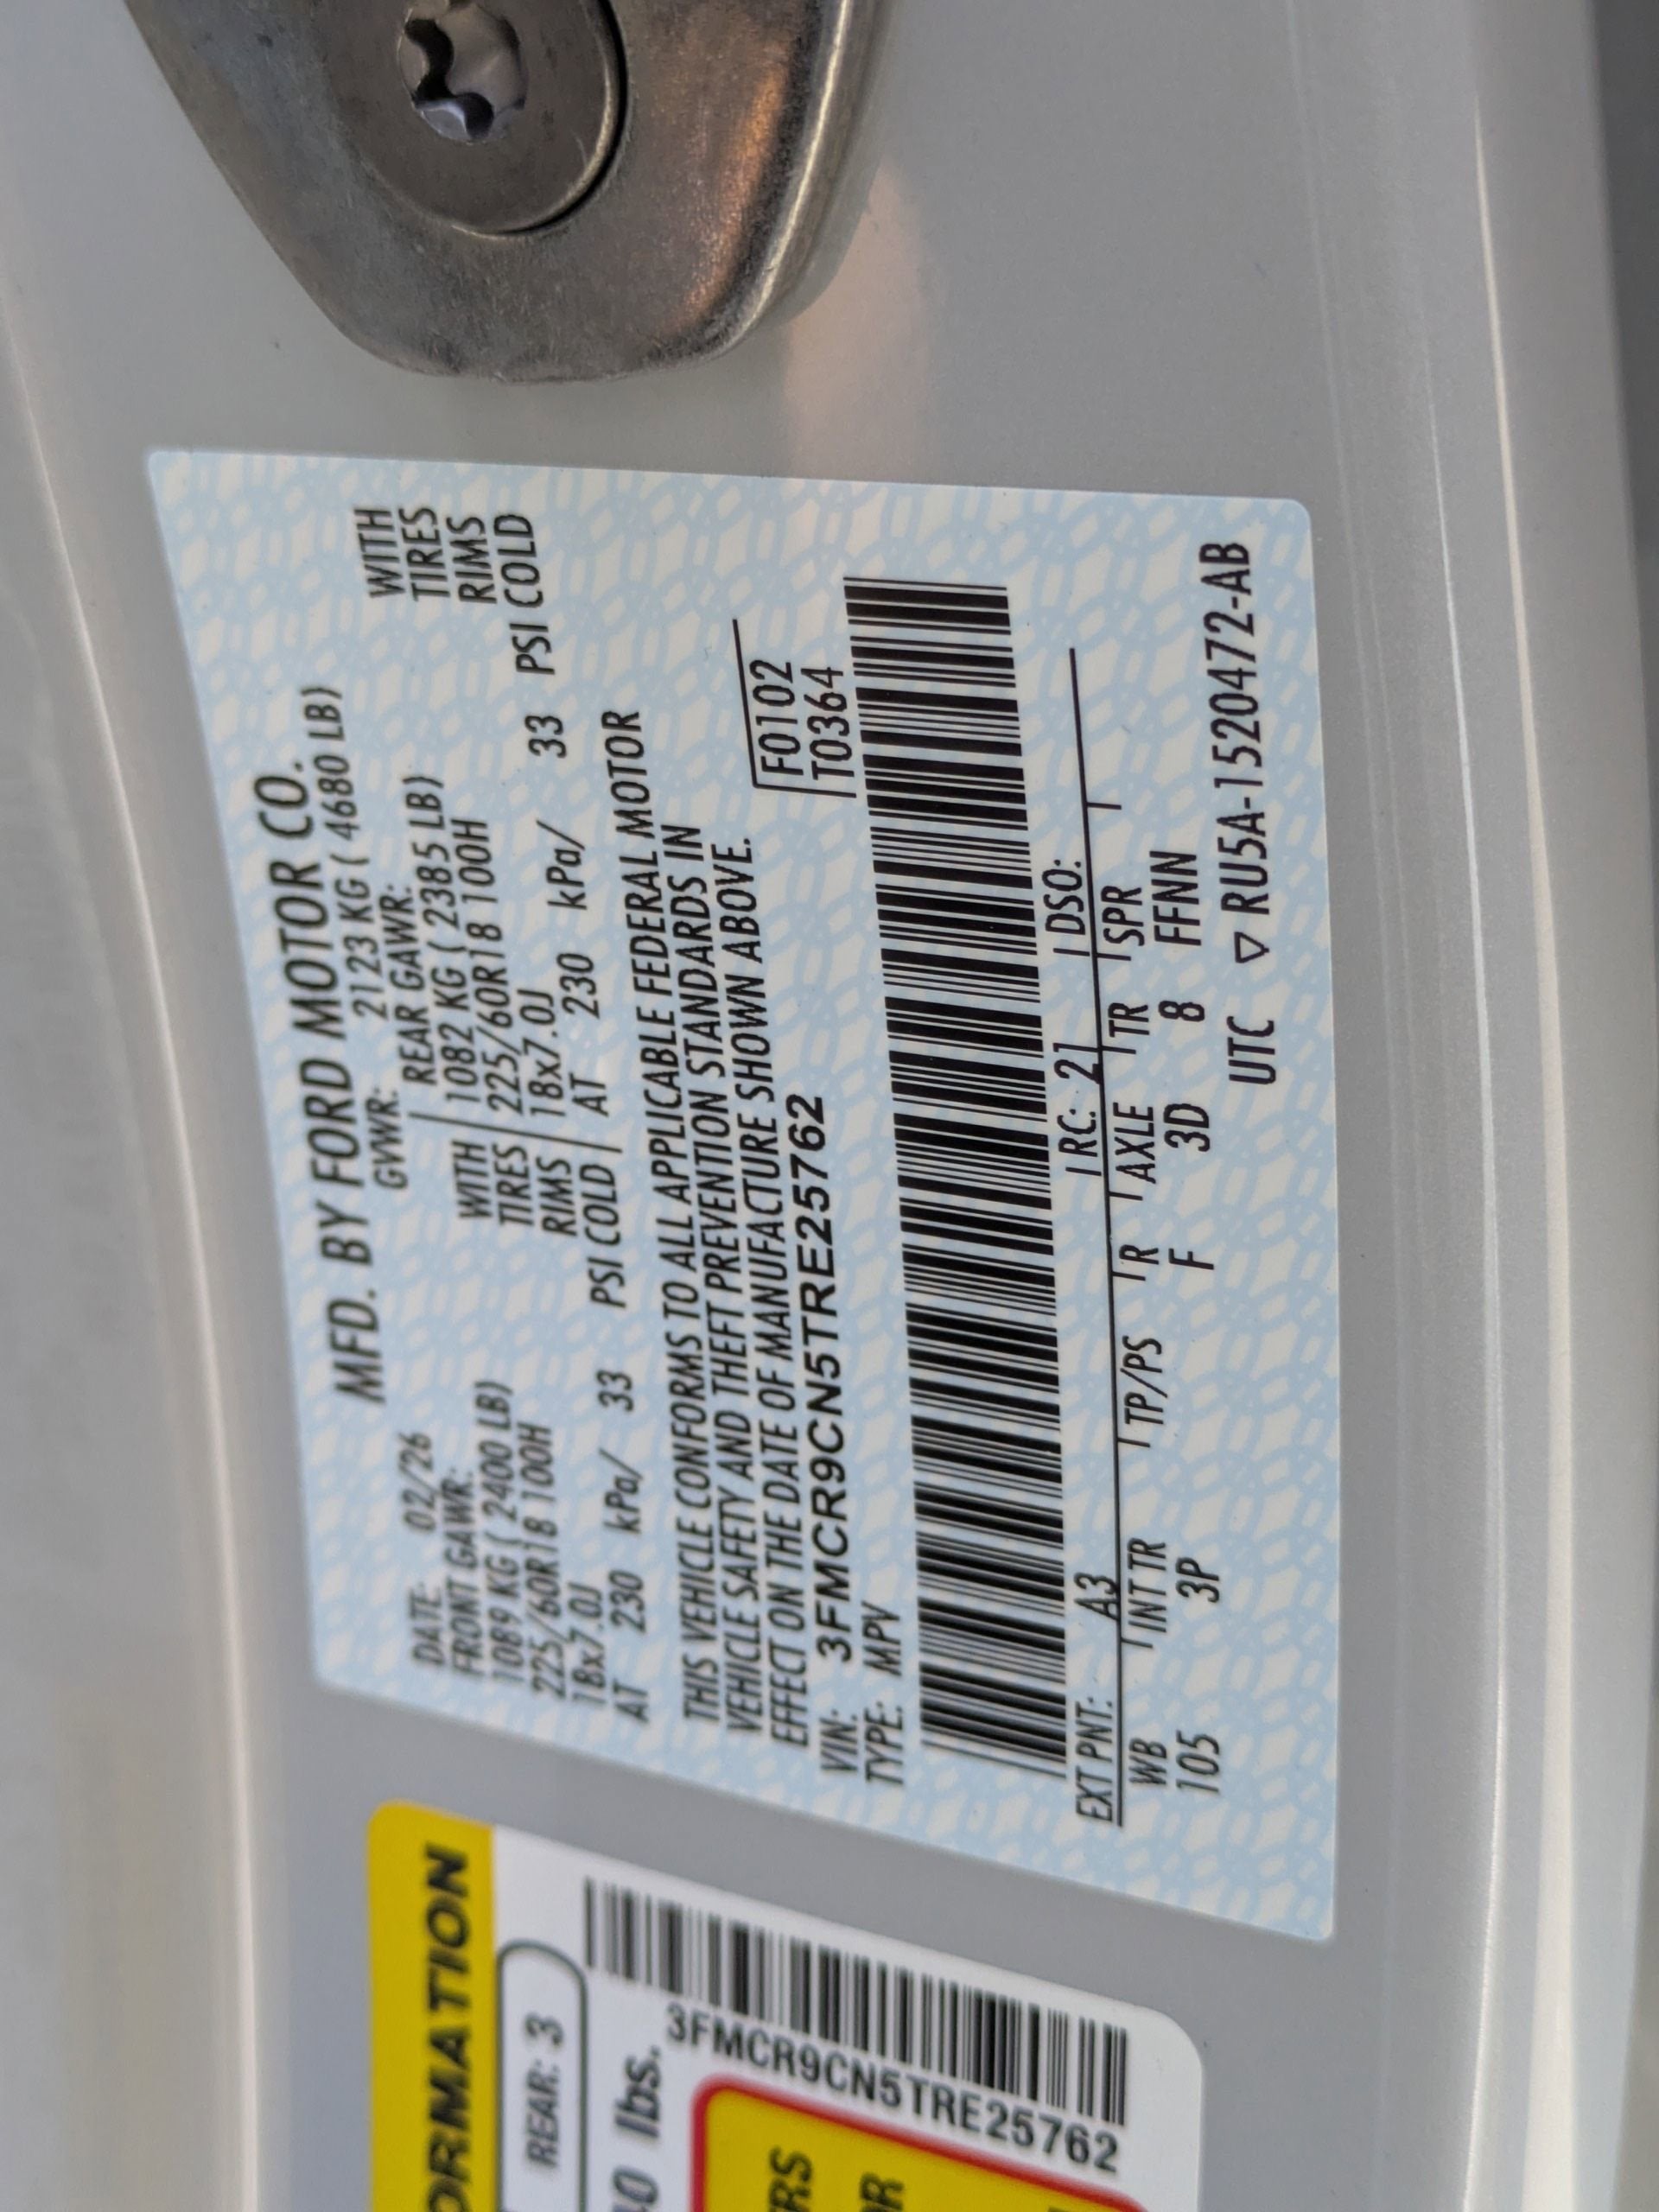 MFD. BY FORD MOTOR CO.
DATE: 02/26 GVWR: 2123 KG ( 4680 LB)
FRONT GAWR: REAR GAWR:
1089 KG ( 2400 LB) WITH 1082 KG ( 2385 LB) WITH
225/60R18 100H TIRES 225/60R18 100H TIRES
18x7.0J RIMS 18x7.0J RIMS
AT 230 kPa/ 33 PSI COLD AT 230 kPa/ 33 PSI COLD
THIS VEHICLE CONFORMS TO ALL APPLICABLE FEDERAL MOTOR
VEHICLE SAFETY AND THEFT PREVENTION STANDARDS IN
EFFECT ON THE DATE OF MANUFACTURE SHOWN ABOVE.
VIN: 3FMCR9CN5TRE25762 F0102
TYPE: MPV T0364
EXT PNT: A3 RC: 21 DSO:
WB INT TR TP/PS R AXLE TR SPR
105 3P F 3D 8 FFNN
UTC ▽ RU5A-1520472-AB
ORMATION
REAR: 3
0 lbs.
3FMCR9CN5TRE25762